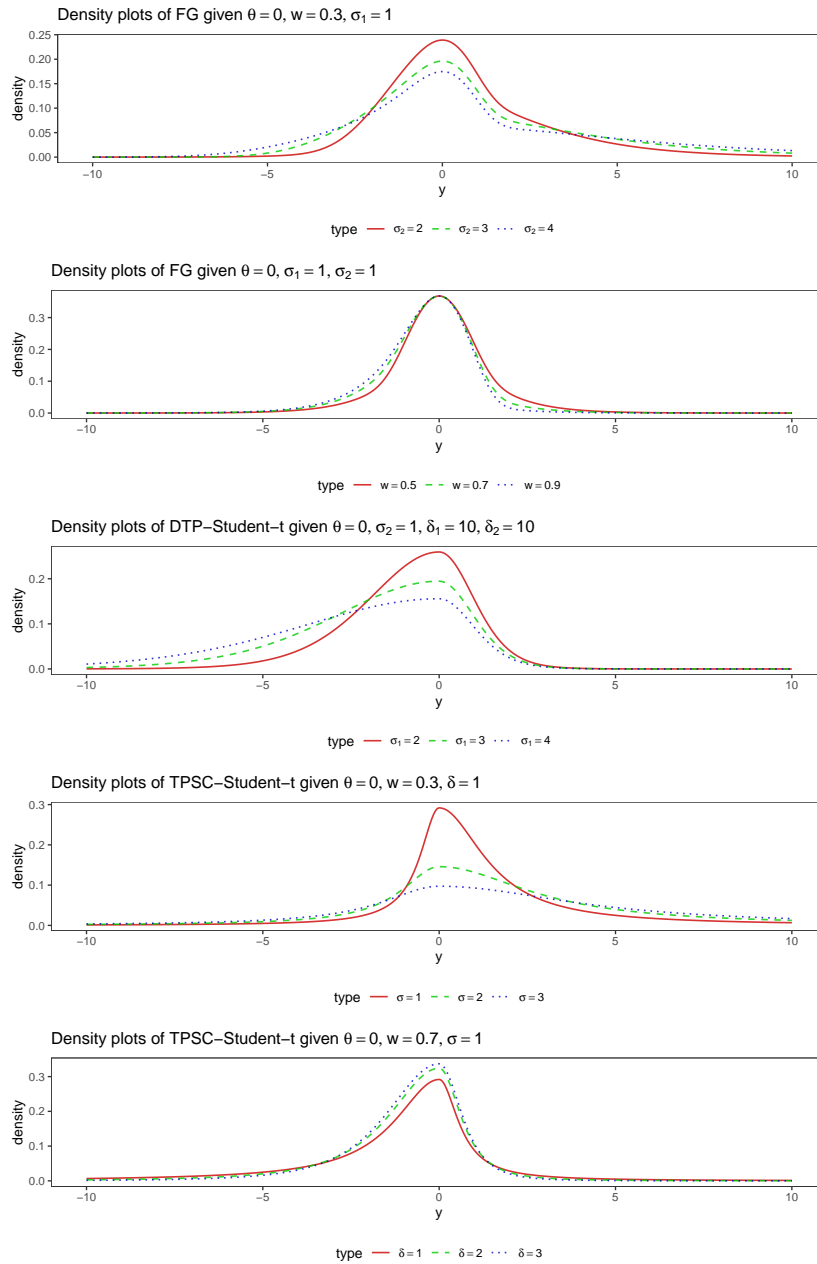 Density plots of FG given θ = 0, w = 0.3, σ₁ = 1
0.25
0.20
0.15
0.10
0.05
0.00
density
−10 −5 0 5 10
y
type σ₂ = 2 σ₂ = 3 σ₂ = 4
Density plots of FG given θ = 0, σ₁ = 1, σ₂ = 1
0.3
0.2
0.1
0.0
density
−10 −5 0 5 10
y
type w = 0.5 w = 0.7 w = 0.9
Density plots of DTP−Student−t given θ = 0, σ₂ = 1, δ₁ = 10, δ₂ = 10
0.2
0.1
0.0
density
−10 −5 0 5 10
y
type σ₁ = 2 σ₁ = 3 σ₁ = 4
Density plots of TPSC−Student−t given θ = 0, w = 0.3, δ = 1
0.3
0.2
0.1
0.0
density
−10 −5 0 5 10
y
type σ = 1 σ = 2 σ = 3
Density plots of TPSC−Student−t given θ = 0, w = 0.7, σ = 1
0.3
0.2
0.1
0.0
density
−10 −5 0 5 10
y
type δ = 1 δ = 2 δ = 3